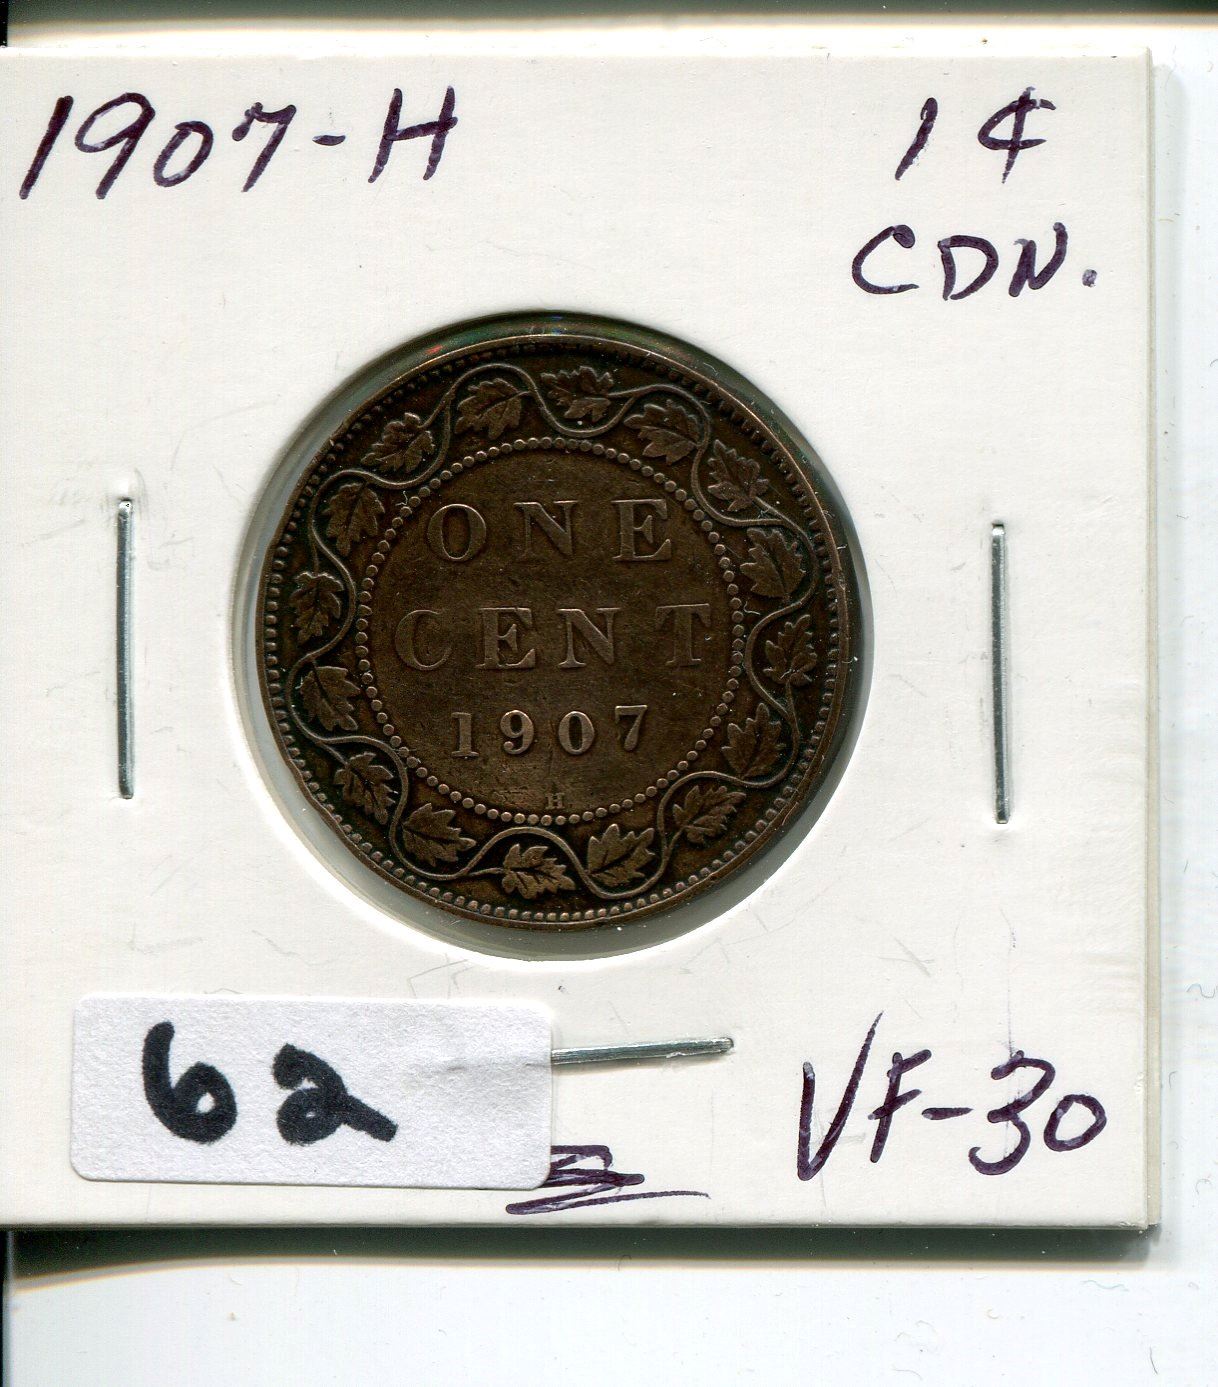 1907-H 1¢
CDN.
ONE
CENT
1907
H
62
VF-30